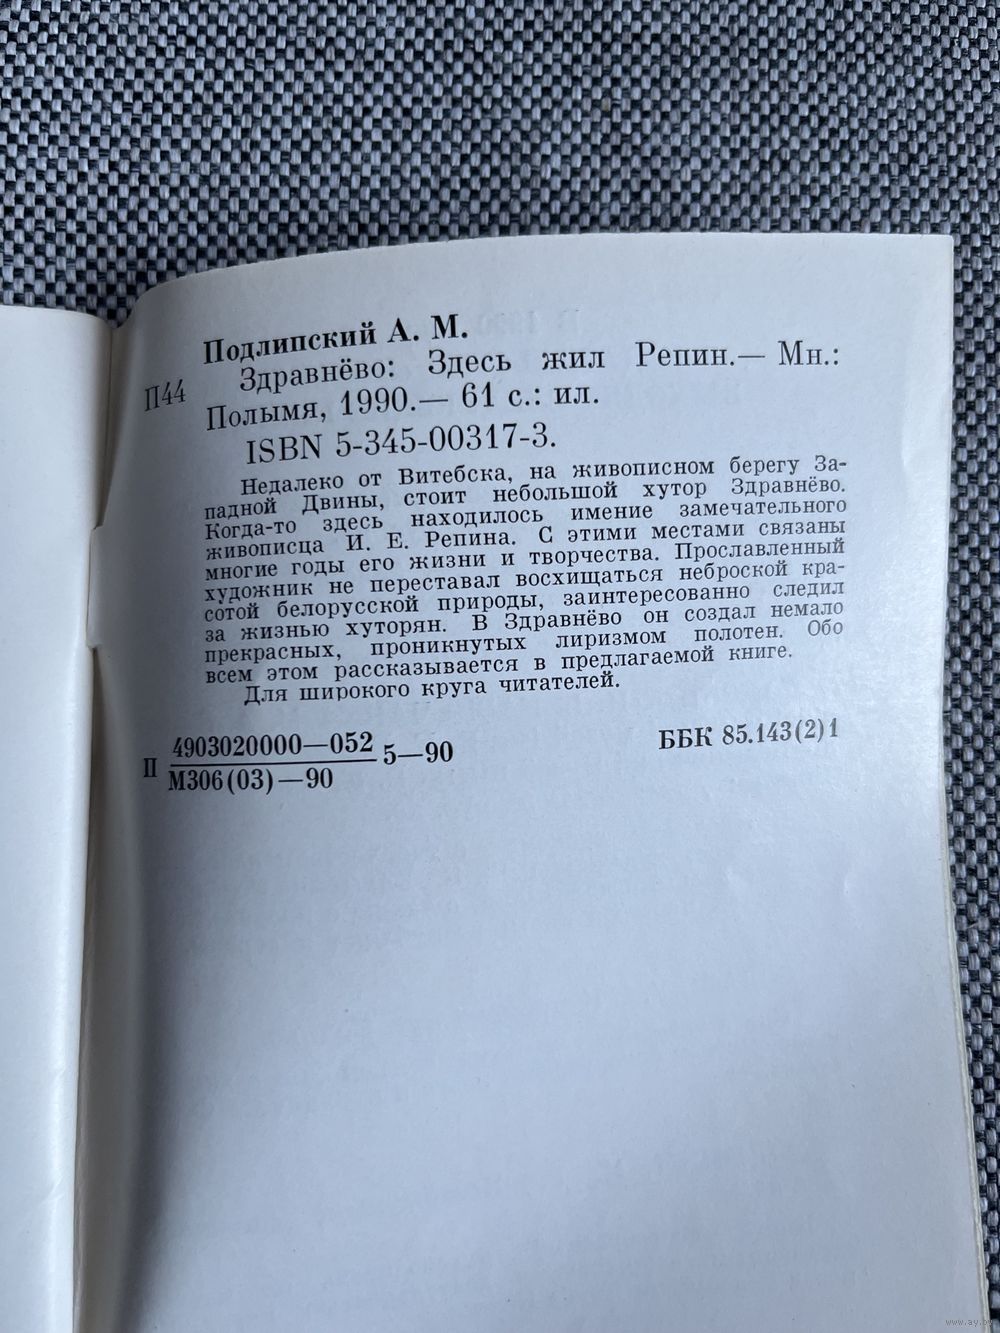 Подлипский А. М.
П44 Здравнёво: Здесь жил Репин.— Мн.:
Полымя, 1990.— 61 с.: ил.
ISBN 5-345-00317-3.
Недалеко от Витебска, на живописном берегу За-
падной Двины, стоит небольшой хутор Здравнёво.
Когда-то здесь находилось имение замечательного
живописца И. Е. Репина. С этими местами связаны
многие годы его жизни и творчества. Прославленный
художник не переставал восхищаться неброской кра-
сотой белорусской природы, заинтересованно следил
за жизнью хуторян. В Здравнёво он создал немало
прекрасных, проникнутых лиризмом полотен. Обо
всем этом рассказывается в предлагаемой книге.
Для широкого круга читателей.
4903020000—052
П 5—90
М306(03)—90
ББК 85.143(2)1
www.ay.by